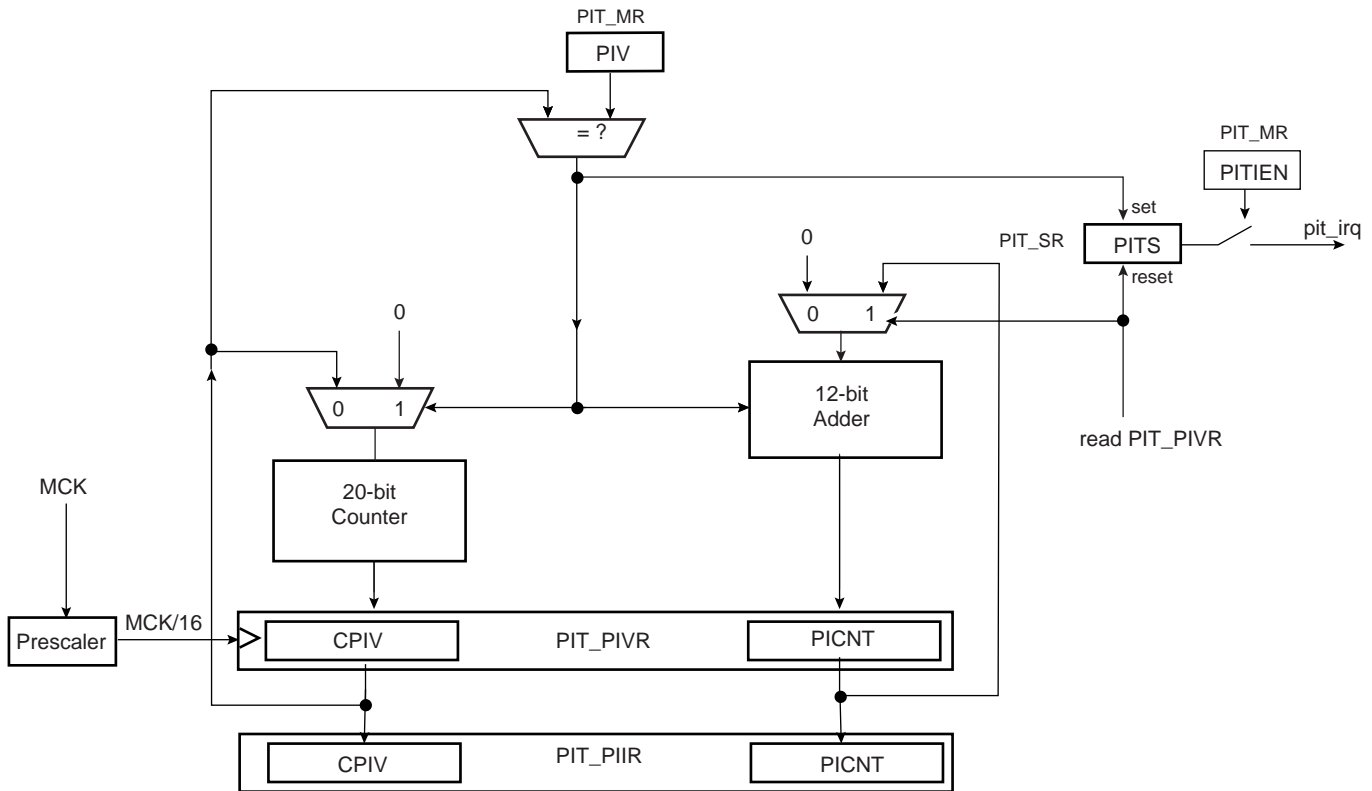 PIT_MR
PIV
= ?
PIT_MR
PITIEN
set
PIT_SR
PITS
pit_irq
reset
0
0 1
0
0 1
12-bit
Adder
read PIT_PIVR
MCK
20-bit
Counter
Prescaler
MCK/16
CPIV
PIT_PIVR
PICNT
CPIV
PIT_PIIR
PICNT